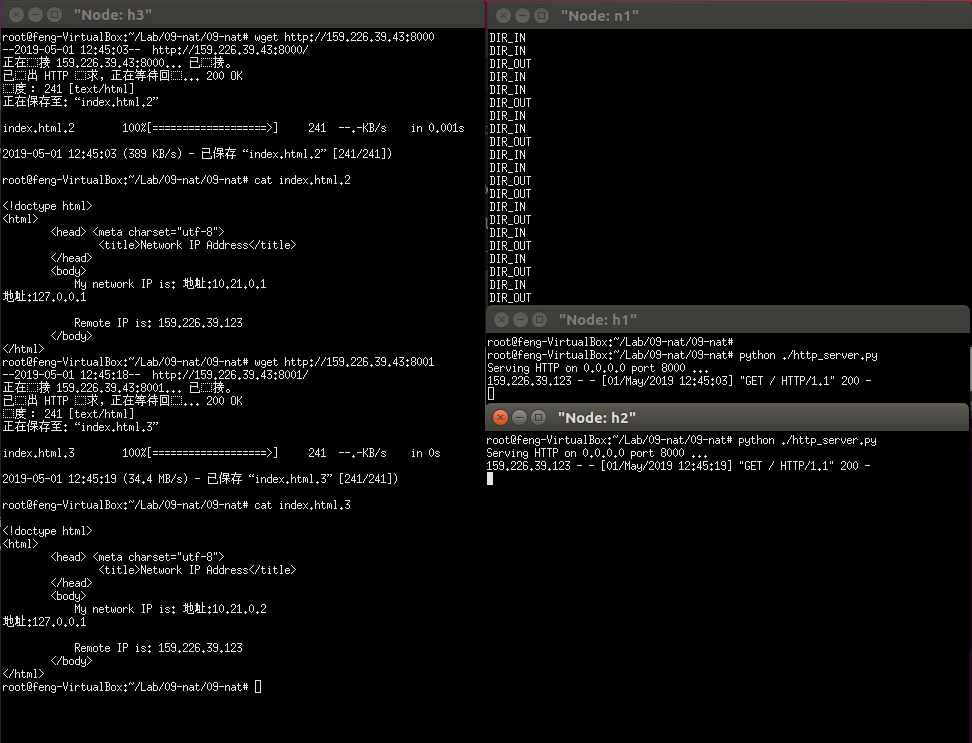 "Node: h3"
root@feng-VirtualBox:~/Lab/09-nat/09-nat# wget http://159.226.39.43:8000
--2019-05-01 12:45:03-- http://159.226.39.43:8000/
正在接 159.226.39.43:8000... 已接。
已出 HTTP 求，正在等待回... 200 OK
度： 241 [text/html]
正在保存至: “index.html.2”
index.html.2 100%[===================>] 241 --.-KB/s in 0.001s
2019-05-01 12:45:03 (389 KB/s) - 已保存 “index.html.2” [241/241])
root@feng-VirtualBox:~/Lab/09-nat/09-nat# cat index.html.2
<!doctype html>
<html>
<head> <meta charset="utf-8">
<title>Network IP Address</title>
</head>
<body>
My network IP is: 地址:10.21.0.1
地址:127.0.0.1
Remote IP is: 159.226.39.123
</body>
</html>
root@feng-VirtualBox:~/Lab/09-nat/09-nat# wget http://159.226.39.43:8001
--2019-05-01 12:45:18-- http://159.226.39.43:8001/
正在接 159.226.39.43:8001... 已接。
已出 HTTP 求，正在等待回... 200 OK
度： 241 [text/html]
正在保存至: “index.html.3”
index.html.3 100%[===================>] 241 --.-KB/s in 0s
2019-05-01 12:45:19 (34.4 MB/s) - 已保存 “index.html.3” [241/241])
root@feng-VirtualBox:~/Lab/09-nat/09-nat# cat index.html.3
<!doctype html>
<html>
<head> <meta charset="utf-8">
<title>Network IP Address</title>
</head>
<body>
My network IP is: 地址:10.21.0.2
地址:127.0.0.1
Remote IP is: 159.226.39.123
</body>
</html>
root@feng-VirtualBox:~/Lab/09-nat/09-nat#
"Node: n1"
DIR_IN
DIR_IN
DIR_OUT
DIR_IN
DIR_IN
DIR_OUT
DIR_IN
DIR_IN
DIR_OUT
DIR_IN
DIR_IN
DIR_OUT
DIR_OUT
DIR_IN
DIR_OUT
DIR_IN
DIR_OUT
DIR_IN
DIR_OUT
DIR_IN
DIR_OUT
"Node: h1"
root@feng-VirtualBox:~/Lab/09-nat/09-nat#
root@feng-VirtualBox:~/Lab/09-nat/09-nat# python ./http_server.py
Serving HTTP on 0.0.0.0 port 8000 ...
159.226.39.123 - - [01/May/2019 12:45:03] "GET / HTTP/1.1" 200 -
"Node: h2"
root@feng-VirtualBox:~/Lab/09-nat/09-nat# python ./http_server.py
Serving HTTP on 0.0.0.0 port 8000 ...
159.226.39.123 - - [01/May/2019 12:45:19] "GET / HTTP/1.1" 200 -